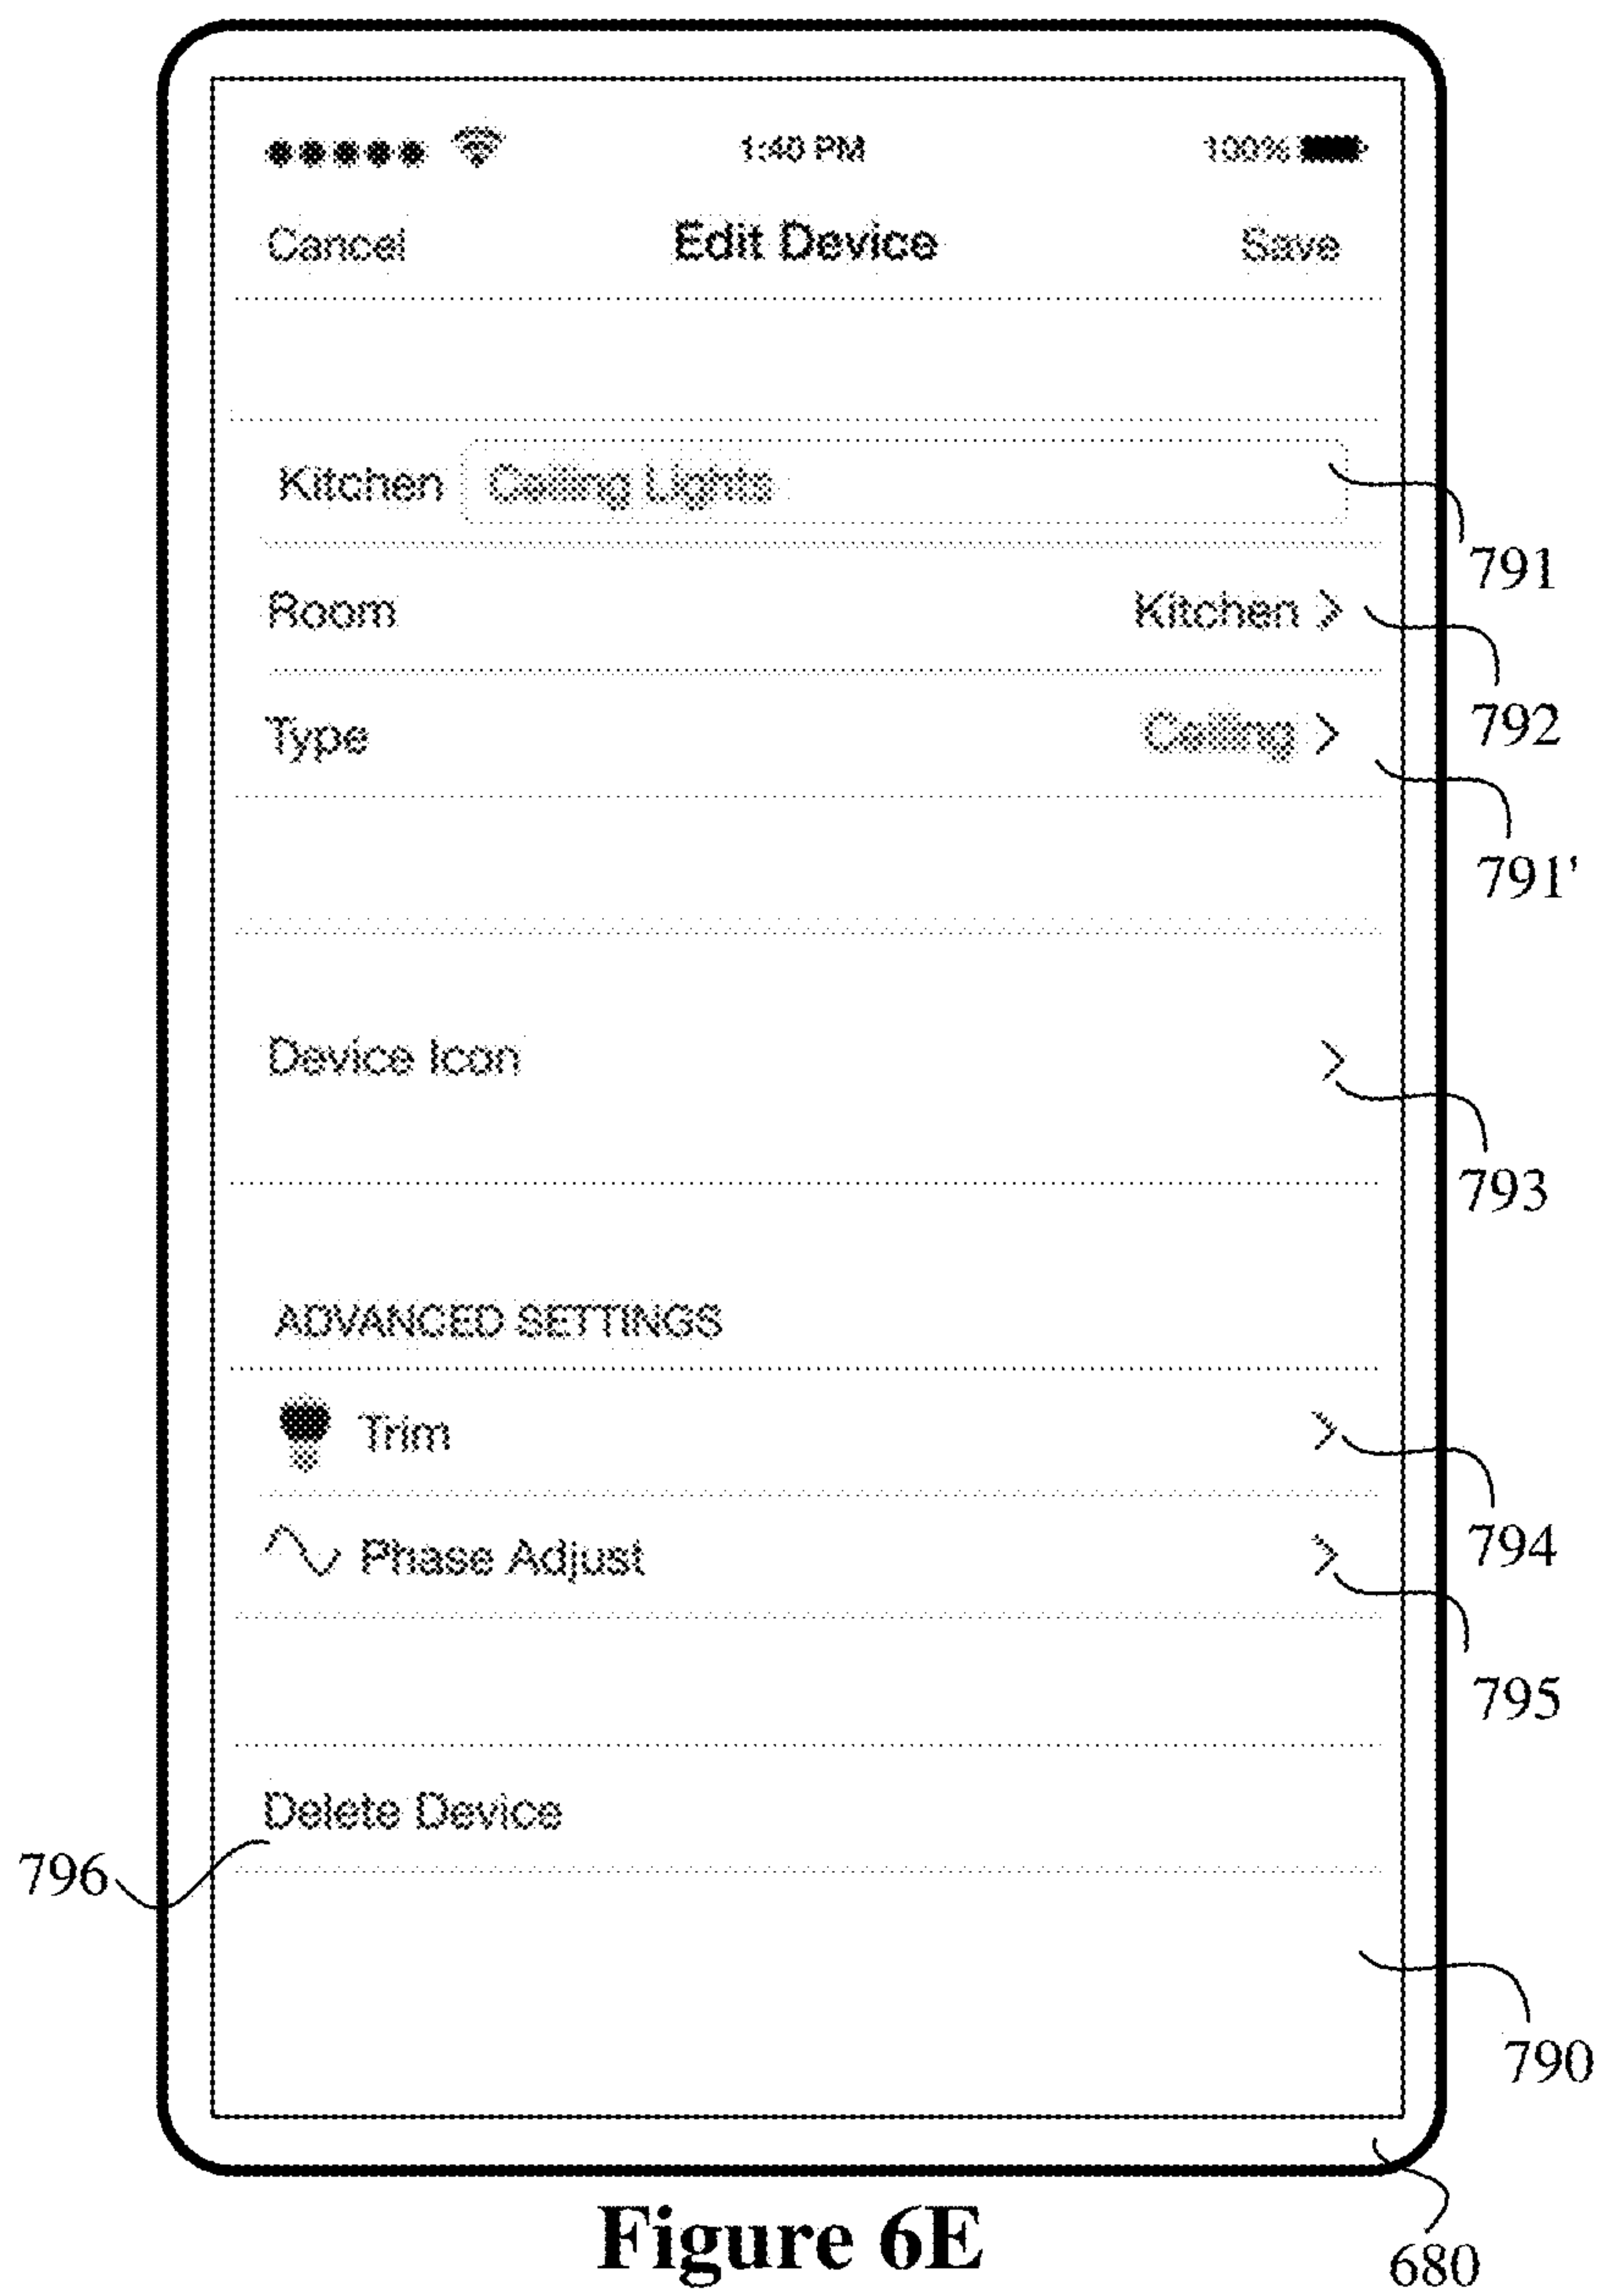 1:40 PM 100%
Cancel Edit Device Save
Kitchen Ceiling Lights
791
Room Kitchen >
792
Type Ceiling >
791'
Device Icon >
793
ADVANCED SETTINGS
Trim >
794
Phase Adjust >
795
Delete Device
796
790
680
Figure 6E